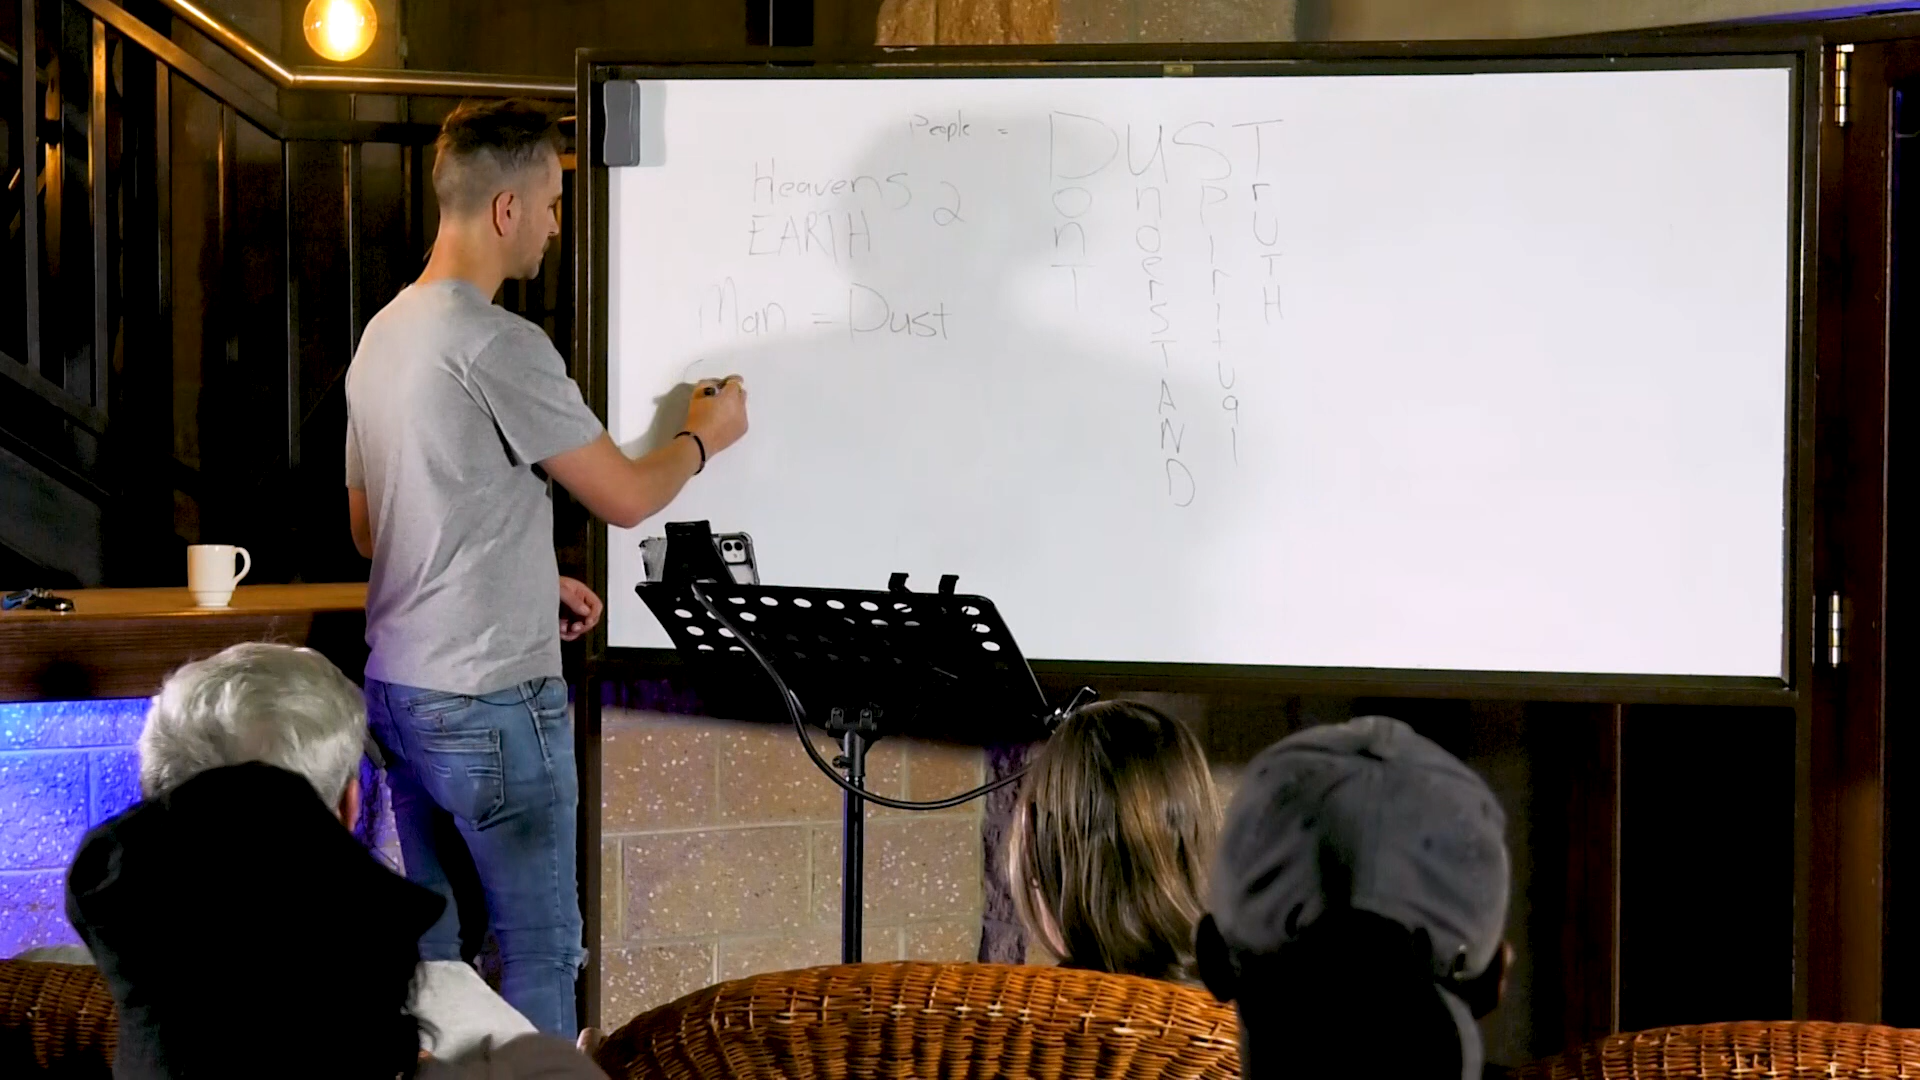 People = DUST
Heavens 2
EARTH
Man = Dust
DonT
UnderSTAND
Spiritual
TrUTH